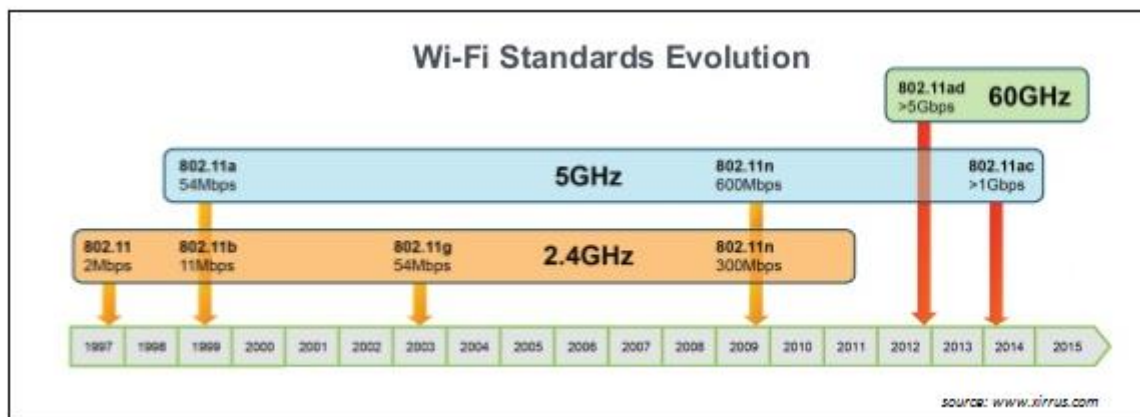 Wi-Fi Standards Evolution
802.11ad
>5Gbps
60GHz
802.11a
54Mbps
5GHz
802.11n
600Mbps
802.11ac
>1Gbps
802.11
2Mbps
802.11b
11Mbps
802.11g
54Mbps
2.4GHz
802.11n
300Mbps
1997 1998 1999 2000 2001 2002 2003 2004 2005 2006 2007 2008 2009 2010 2011 2012 2013 2014 2015
source: www.xirrus.com